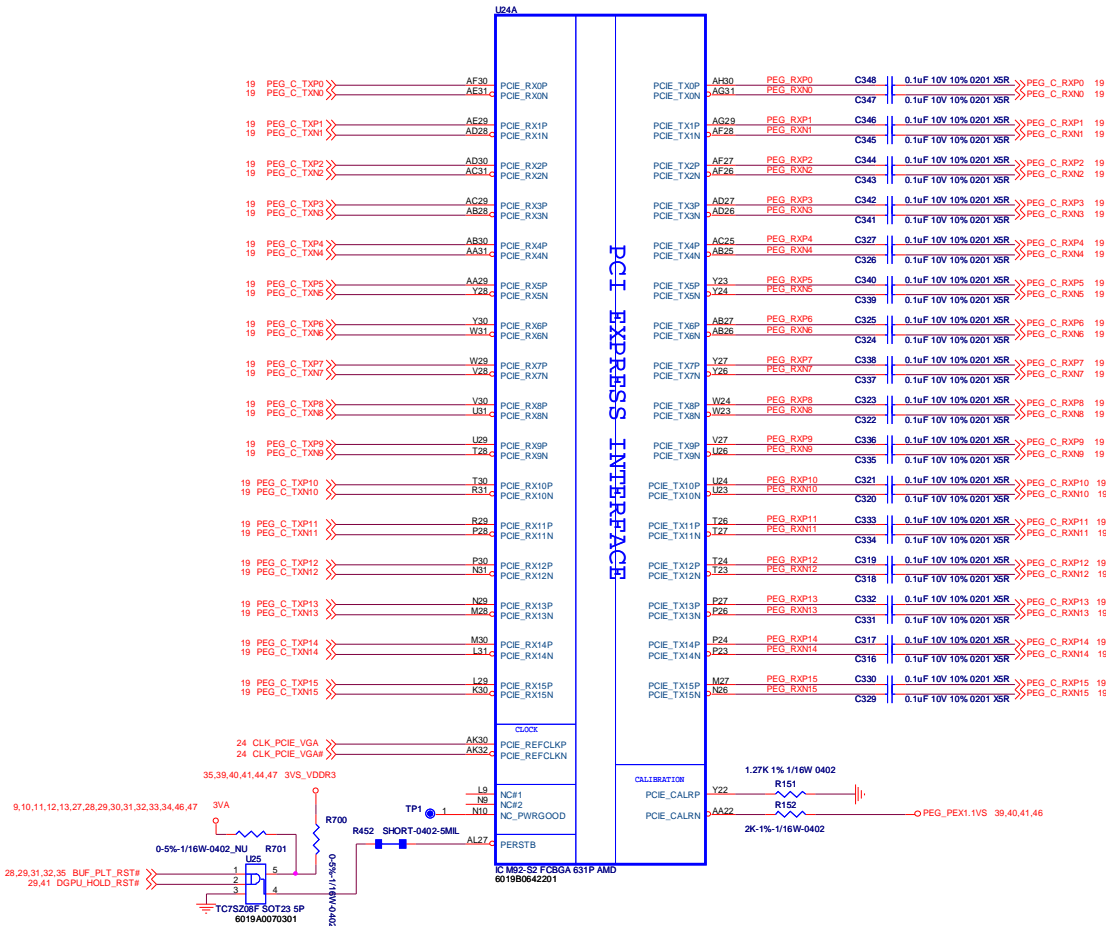 U24A
19 PEG_C_TXP0 AF30 PCIE_RX0P PCIE_TX0P AH30 PEG_RXP0 C348 0.1uF 10V 10% 0201 X5R PEG_C_RXP0 19
19 PEG_C_TXN0 AE31 PCIE_RX0N PCIE_TX0N AG31 PEG_RXN0 C347 0.1uF 10V 10% 0201 X5R PEG_C_RXN0 19
19 PEG_C_TXP1 AE29 PCIE_RX1P PCIE_TX1P AG29 PEG_RXP1 C346 0.1uF 10V 10% 0201 X5R PEG_C_RXP1 19
19 PEG_C_TXN1 AD28 PCIE_RX1N PCIE_TX1N AF28 PEG_RXN1 C345 0.1uF 10V 10% 0201 X5R PEG_C_RXN1 19
19 PEG_C_TXP2 AD30 PCIE_RX2P PCIE_TX2P AF27 PEG_RXP2 C344 0.1uF 10V 10% 0201 X5R PEG_C_RXP2 19
19 PEG_C_TXN2 AC31 PCIE_RX2N PCIE_TX2N AF26 PEG_RXN2 C343 0.1uF 10V 10% 0201 X5R PEG_C_RXN2 19
19 PEG_C_TXP3 AC29 PCIE_RX3P PCIE_TX3P AD27 PEG_RXP3 C342 0.1uF 10V 10% 0201 X5R PEG_C_RXP3 19
19 PEG_C_TXN3 AB28 PCIE_RX3N PCIE_TX3N AD26 PEG_RXN3 C341 0.1uF 10V 10% 0201 X5R PEG_C_RXN3 19
19 PEG_C_TXP4 AB30 PCIE_RX4P PCIE_TX4P AC25 PEG_RXP4 C327 0.1uF 10V 10% 0201 X5R PEG_C_RXP4 19
19 PEG_C_TXN4 AA31 PCIE_RX4N PCIE_TX4N AB25 PEG_RXN4 C326 0.1uF 10V 10% 0201 X5R PEG_C_RXN4 19
19 PEG_C_TXP5 AA29 PCIE_RX5P PCIE_TX5P Y23 PEG_RXP5 C340 0.1uF 10V 10% 0201 X5R PEG_C_RXP5 19
19 PEG_C_TXN5 Y28 PCIE_RX5N PCIE_TX5N Y24 PEG_RXN5 C339 0.1uF 10V 10% 0201 X5R PEG_C_RXN5 19
19 PEG_C_TXP6 Y30 PCIE_RX6P PCIE_TX6P AB27 PEG_RXP6 C325 0.1uF 10V 10% 0201 X5R PEG_C_RXP6 19
19 PEG_C_TXN6 W31 PCIE_RX6N PCIE_TX6N AB26 PEG_RXN6 C324 0.1uF 10V 10% 0201 X5R PEG_C_RXN6 19
19 PEG_C_TXP7 W29 PCIE_RX7P PCIE_TX7P Y27 PEG_RXP7 C338 0.1uF 10V 10% 0201 X5R PEG_C_RXP7 19
19 PEG_C_TXN7 V28 PCIE_RX7N PCIE_TX7N Y26 PEG_RXN7 C337 0.1uF 10V 10% 0201 X5R PEG_C_RXN7 19
19 PEG_C_TXP8 V30 PCIE_RX8P PCIE_TX8P W24 PEG_RXP8 C323 0.1uF 10V 10% 0201 X5R PEG_C_RXP8 19
19 PEG_C_TXN8 U31 PCIE_RX8N PCIE_TX8N W23 PEG_RXN8 C322 0.1uF 10V 10% 0201 X5R PEG_C_RXN8 19
19 PEG_C_TXP9 U29 PCIE_RX9P PCIE_TX9P V27 PEG_RXP9 C336 0.1uF 10V 10% 0201 X5R PEG_C_RXP9 19
19 PEG_C_TXN9 T28 PCIE_RX9N PCIE_TX9N U26 PEG_RXN9 C335 0.1uF 10V 10% 0201 X5R PEG_C_RXN9 19
19 PEG_C_TXP10 T30 PCIE_RX10P PCIE_TX10P U24 PEG_RXP10 C321 0.1uF 10V 10% 0201 X5R PEG_C_RXP10 19
19 PEG_C_TXN10 R31 PCIE_RX10N PCIE_TX10N U23 PEG_RXN10 C320 0.1uF 10V 10% 0201 X5R PEG_C_RXN10 19
19 PEG_C_TXP11 R29 PCIE_RX11P PCIE_TX11P T26 PEG_RXP11 C333 0.1uF 10V 10% 0201 X5R PEG_C_RXP11 19
19 PEG_C_TXN11 P28 PCIE_RX11N PCIE_TX11N T27 PEG_RXN11 C334 0.1uF 10V 10% 0201 X5R PEG_C_RXN11 19
19 PEG_C_TXP12 P30 PCIE_RX12P PCIE_TX12P T24 PEG_RXP12 C319 0.1uF 10V 10% 0201 X5R PEG_C_RXP12 19
19 PEG_C_TXN12 N31 PCIE_RX12N PCIE_TX12N T23 PEG_RXN12 C318 0.1uF 10V 10% 0201 X5R PEG_C_RXN12 19
19 PEG_C_TXP13 N29 PCIE_RX13P PCIE_TX13P P27 PEG_RXP13 C332 0.1uF 10V 10% 0201 X5R PEG_C_RXP13 19
19 PEG_C_TXN13 M28 PCIE_RX13N PCIE_TX13N P26 PEG_RXN13 C331 0.1uF 10V 10% 0201 X5R PEG_C_RXN13 19
19 PEG_C_TXP14 M30 PCIE_RX14P PCIE_TX14P P24 PEG_RXP14 C317 0.1uF 10V 10% 0201 X5R PEG_C_RXP14 19
19 PEG_C_TXN14 L31 PCIE_RX14N PCIE_TX14N P23 PEG_RXN14 C316 0.1uF 10V 10% 0201 X5R PEG_C_RXN14 19
19 PEG_C_TXP15 L29 PCIE_RX15P PCIE_TX15P M27 PEG_RXP15 C330 0.1uF 10V 10% 0201 X5R PEG_C_RXP15 19
19 PEG_C_TXN15 K30 PCIE_RX15N PCIE_TX15N N26 PEG_RXN15 C329 0.1uF 10V 10% 0201 X5R PEG_C_RXN15 19
PCI EXPRESS INTERFACE
CLOCK
24 CLK_PCIE_VGA AK30 PCIE_REFCLKP
24 CLK_PCIE_VGA# AK32 PCIE_REFCLKN
CALIBRATION
1.27K 1% 1/16W 0402
R151
PCIE_CALRP Y22
R152
PCIE_CALRN AA22 PEG_PEX1.1VS 39,40,41,46
2K-1%-1/16W-0402
35,39,40,41,44,47 3VS_VDDR3
L9 NC#1
N9 NC#2
TP1 1 N10 NC_PWRGOOD
9,10,11,12,13,27,28,29,30,31,32,33,34,46,47 3VA
R700
0-5%-1/16W-0402
R452 SHORT-0402-5MIL
AL27 PERSTB
0-5%-1/16W-0402_NU R701
U25
28,29,31,32,35 BUF_PLT_RST# 1 5
29,41 DGPU_HOLD_RST# 2
3 4
TC7SZ08F SOT23 5P
6019A0070301
IC M92-S2 FCBGA 631P AMD
6019B0642201